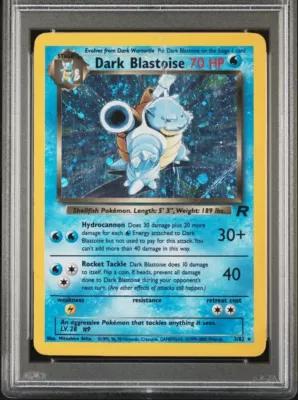 Evolves from Dark Wartortle Put Dark Blastoise on the Stage 1 card
STAGE 2
Dark Blastoise 70 HP
Shellfish Pokémon. Length: 5' 3", Weight: 189 lbs.
Hydrocannon Does 30 damage plus 20 more
damage for each Energy attached to Dark
Blastoise but not used to pay for this attack. You
can't add more than 40 damage in this way.
30+
Rocket Tackle Dark Blastoise does 10 damage
to itself. Flip a coin. If heads, prevent all damage
done to Dark Blastoise during your opponent's
next turn. (Any other effects of attacks still happen.)
40
weakness resistance retreat cost
An aggressive Pokémon that tackles anything it sees.
LV. 28 #9
Illus. Mitsuhiro Arita
3/82 ★